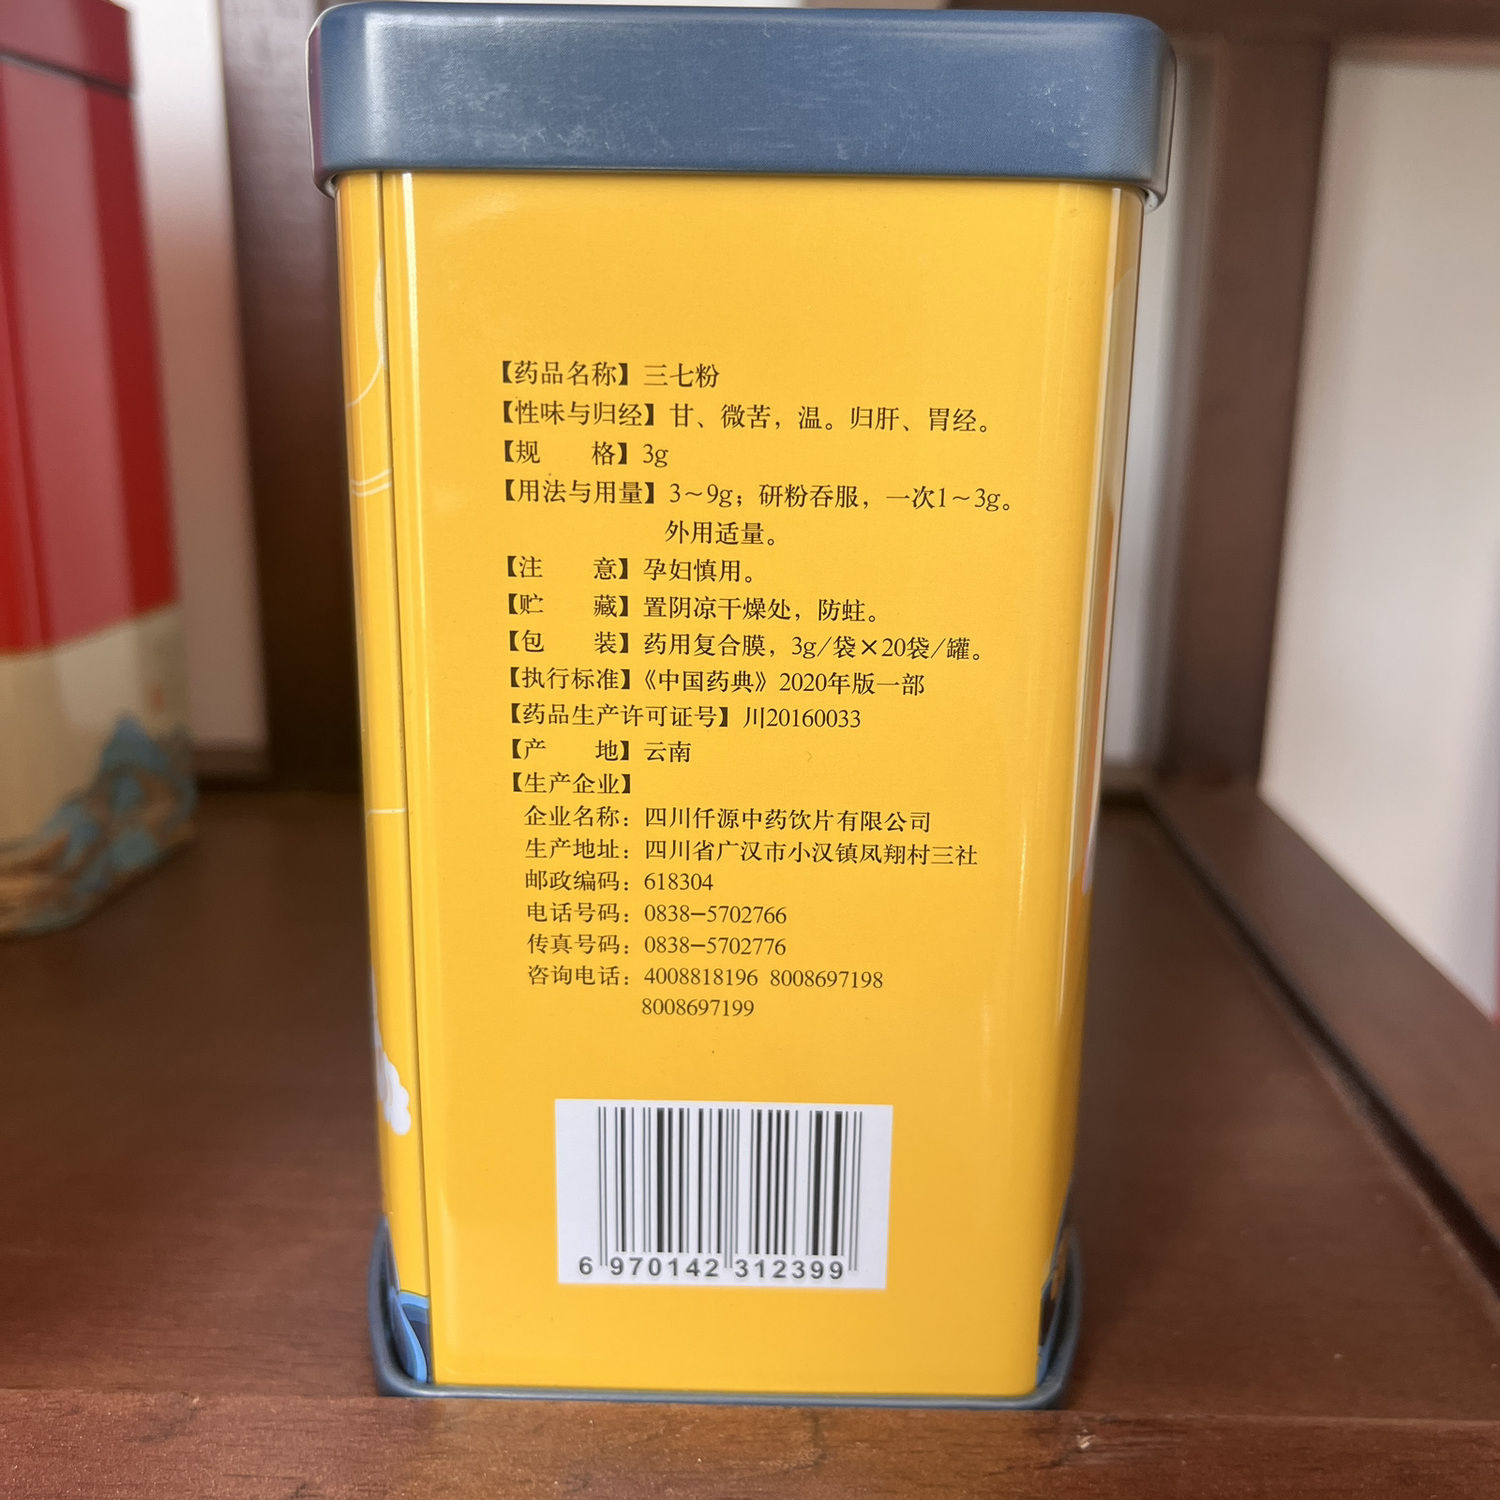 【药品名称】三七粉
【性味与归经】甘、微苦，温。归肝、胃经。
【规　　格】3g
【用法与用量】3～9g；研粉吞服，一次1～3g。
外用适量。
【注　　意】孕妇慎用。
【贮　　藏】置阴凉干燥处，防蛀。
【包　　装】药用复合膜，3g/袋×20袋/罐。
【执行标准】《中国药典》2020年版一部
【药品生产许可证号】川20160033
【产　　地】云南
【生产企业】
企业名称：四川仟源中药饮片有限公司
生产地址：四川省广汉市小汉镇凤翔村三社
邮政编码：618304
电话号码：0838-5702766
传真号码：0838-5702776
咨询电话：4008818196 8008697198
8008697199
6 970142 312399